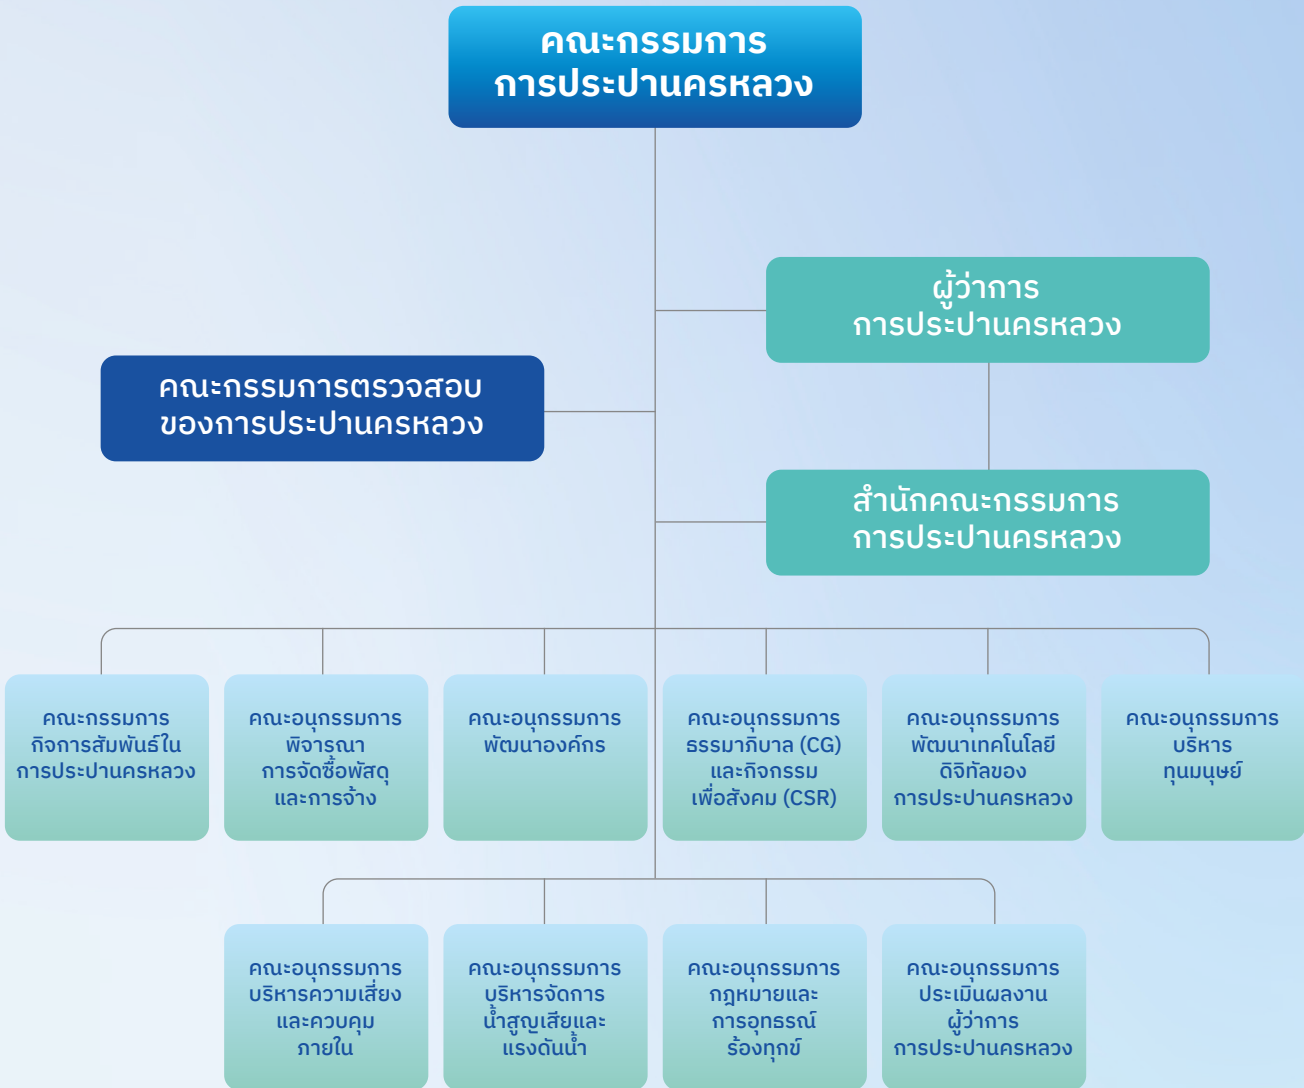 คณะกรรมการ
การประปานครหลวง
ผู้ว่าการ
การประปานครหลวง
คณะกรรมการตรวจสอบ
ของการประปานครหลวง
สำนักคณะกรรมการ
การประปานครหลวง
คณะกรรมการ
กิจการสัมพันธ์ใน
การประปานครหลวง
คณะอนุกรรมการ
พิจารณา
การจัดซื้อพัสดุ
และการจ้าง
คณะอนุกรรมการ
พัฒนาองค์กร
คณะอนุกรรมการ
ธรรมาภิบาล (CG)
และกิจกรรม
เพื่อสังคม (CSR)
คณะอนุกรรมการ
พัฒนาเทคโนโลยี
ดิจิทัลของ
การประปานครหลวง
คณะอนุกรรมการ
บริหาร
ทุนมนุษย์
คณะอนุกรรมการ
บริหารความเสี่ยง
และควบคุม
ภายใน
คณะอนุกรรมการ
บริหารจัดการ
น้ำสูญเสียและ
แรงดันน้ำ
คณะอนุกรรมการ
กฎหมายและ
การอุทธรณ์
ร้องทุกข์
คณะอนุกรรมการ
ประเมินผลงาน
ผู้ว่าการ
การประปานครหลวง